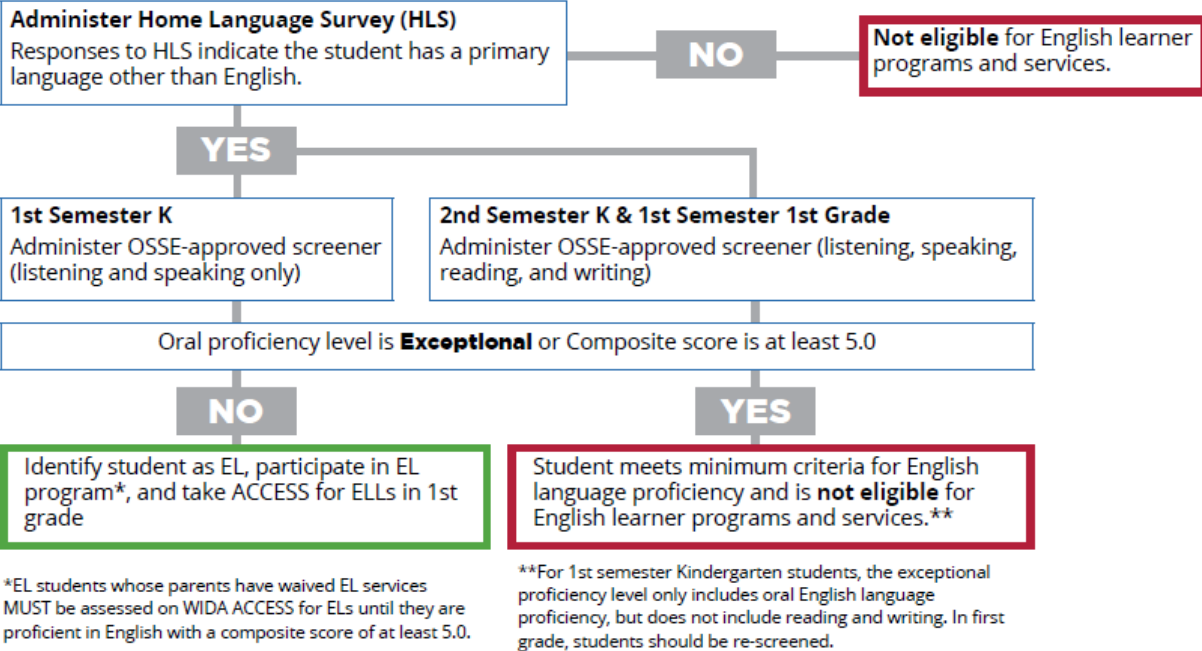 Administer Home Language Survey (HLS)
Responses to HLS indicate the student has a primary
language other than English.
NO
Not eligible for English learner
programs and services.
YES
1st Semester K
Administer OSSE-approved screener
(listening and speaking only)
2nd Semester K & 1st Semester 1st Grade
Administer OSSE-approved screener (listening, speaking,
reading, and writing)
Oral proficiency level is Exceptional or Composite score is at least 5.0
NO
YES
Identify student as EL, participate in EL
program*, and take ACCESS for ELLs in 1st
grade
Student meets minimum criteria for English
language proficiency and is not eligible for
English learner programs and services.**
*EL students whose parents have waived EL services
MUST be assessed on WIDA ACCESS for ELs until they are
proficient in English with a composite score of at least 5.0.
**For 1st semester Kindergarten students, the exceptional
proficiency level only includes oral English language
proficiency, but does not include reading and writing. In first
grade, students should be re-screened.